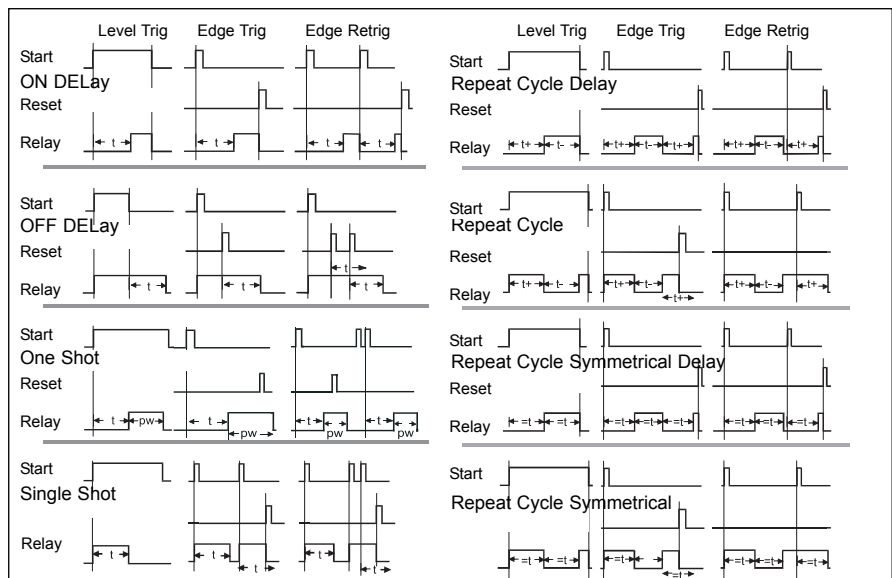 Level Trig Edge Trig Edge Retrig
Start
ON DELay
Reset
Relay t t t t
Start
OFF DELay
Reset
t
Relay t t t
Start
One Shot
Reset
Relay t pw t pw t pw t pw
Start
Single Shot
Relay t t t t t
Level Trig Edge Trig Edge Retrig
Start
Repeat Cycle Delay
Reset
Relay t+ t- t+ t- t+ t+ t- t+
Start
Repeat Cycle
Reset
Relay t+ t- t+ t- t+ t+ t- t+
Start
Repeat Cycle Symmetrical Delay
Reset
Relay =t =t =t =t =t =t =t =t
Start
Repeat Cycle Symmetrical
Relay =t =t =t =t =t =t =t